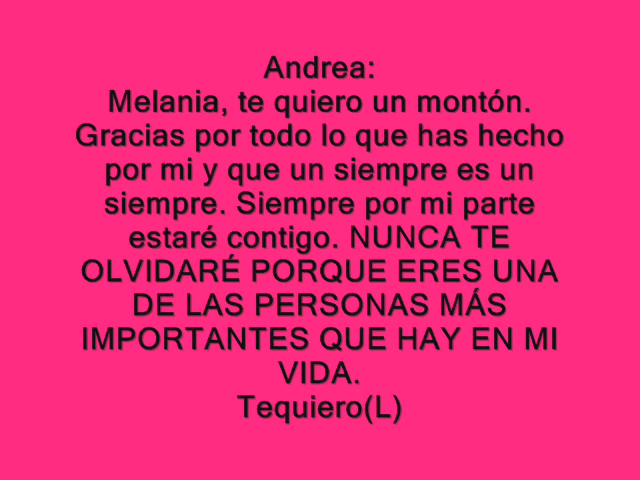 Andrea:
Melania, te quiero un montón.
Gracias por todo lo que has hecho
por mi y que un siempre es un
siempre. Siempre por mi parte
estaré contigo. NUNCA TE
OLVIDARÉ PORQUE ERES UNA
DE LAS PERSONAS MÁS
IMPORTANTES QUE HAY EN MI
VIDA.
Tequiero(L)